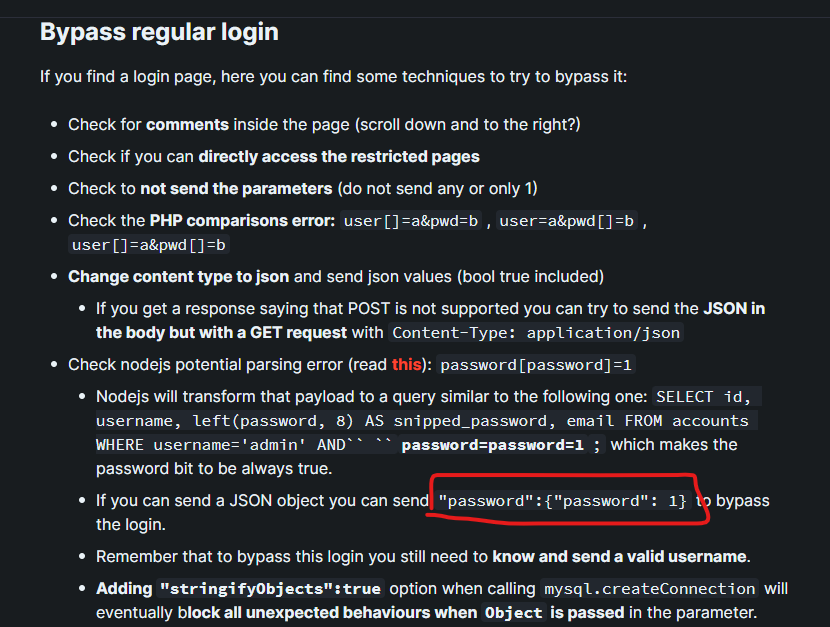 Bypass regular login
If you find a login page, here you can find some techniques to try to bypass it:
• Check for comments inside the page (scroll down and to the right?)
• Check if you can directly access the restricted pages
• Check to not send the parameters (do not send any or only 1)
• Check the PHP comparisons error: user[]=a&pwd=b , user=a&pwd[]=b ,
user[]=a&pwd[]=b
• Change content type to json and send json values (bool true included)
• If you get a response saying that POST is not supported you can try to send the JSON in
the body but with a GET request with Content-Type: application/json
• Check nodejs potential parsing error (read this): password[password]=1
• Nodejs will transform that payload to a query similar to the following one: SELECT id,
username, left(password, 8) AS snipped_password, email FROM accounts
WHERE username='admin' AND`` `` password=password=1 ; which makes the
password bit to be always true.
• If you can send a JSON object you can send "password":{"password": 1} to bypass
the login.
• Remember that to bypass this login you still need to know and send a valid username.
• Adding "stringifyObjects":true option when calling mysql.createConnection will
eventually block all unexpected behaviours when Object is passed in the parameter.